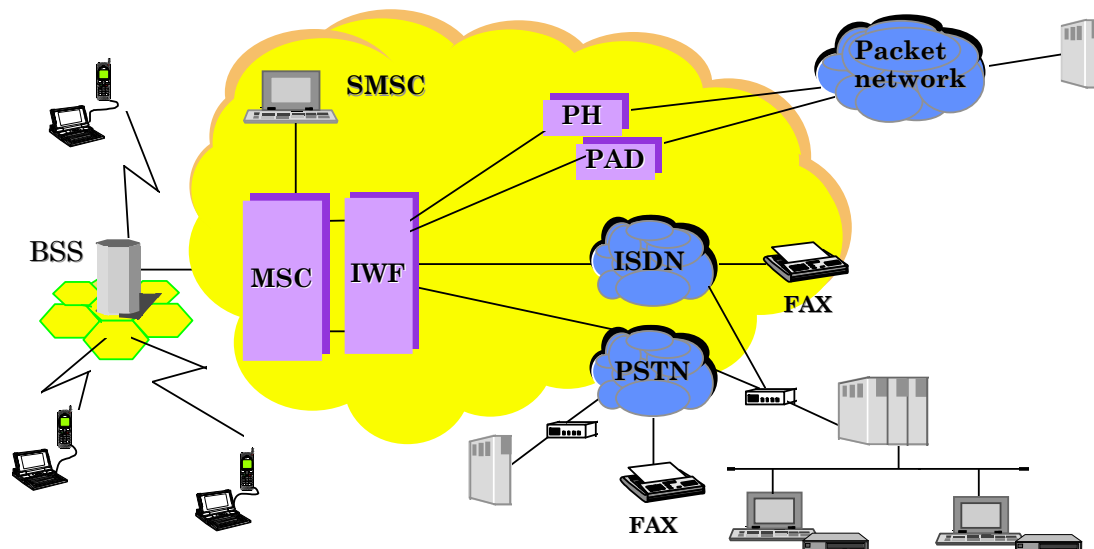 Packet
network
SMSC
PH
PAD
BSS
MSC
IWF
ISDN
FAX
PSTN
FAX